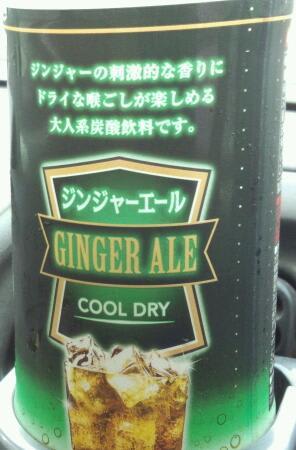 ジンジャーの刺激的な香りに
ドライな喉ごしが楽しめる
大人系炭酸飲料です。
ジンジャーエール
GINGER ALE
COOL DRY